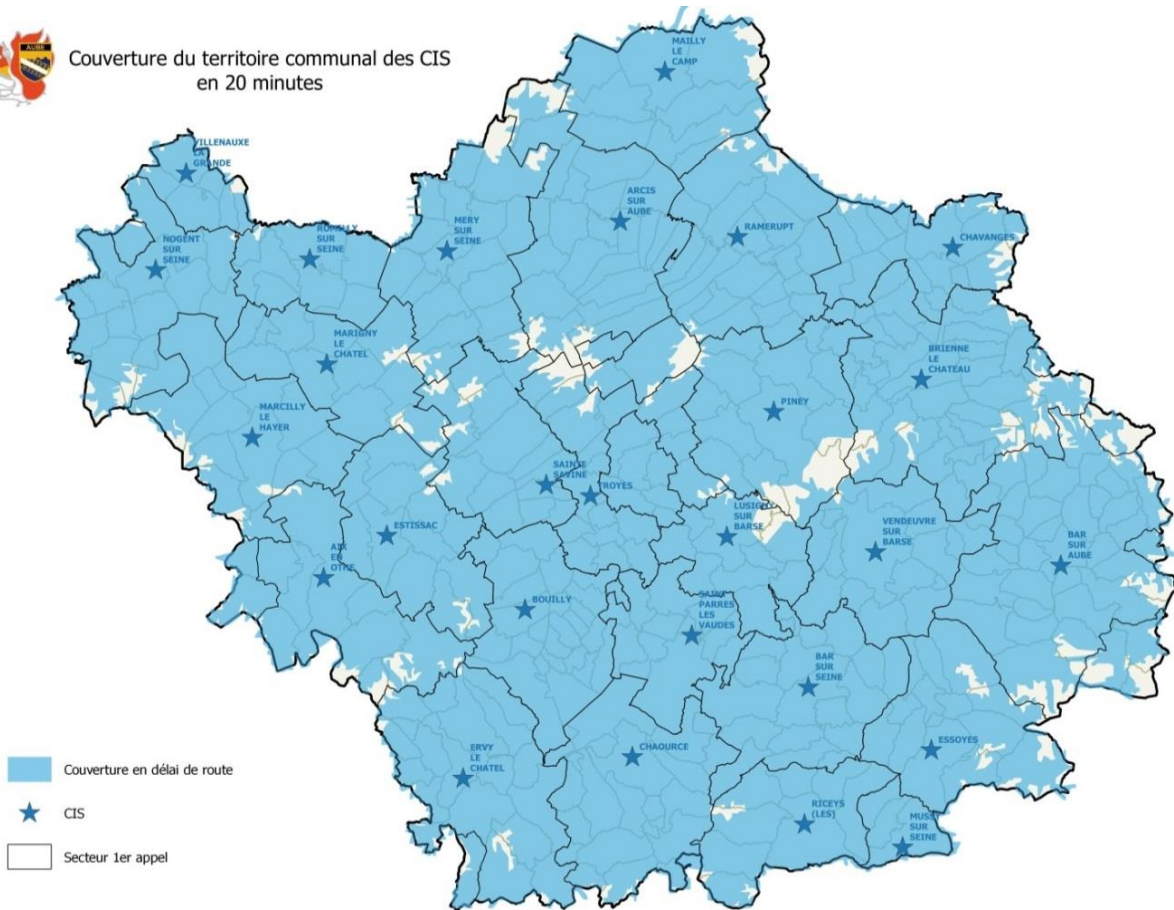 AUBE
Couverture du territoire communal des CIS
en 20 minutes
MAILLY
LE
CAMP
VILLENAUXE
LA
GRANDE
NOGENT
SUR
SEINE
ROMILLY
SUR
SEINE
MERY
SUR
SEINE
ARCIS
SUR
AUBE
RAMERUPT
CHAVANGES
MARIGNY
LE
CHATEL
BRIENNE
LE
CHATEAU
PINEY
MARCILLY
LE
HAYER
SAINTE
SAVINE
TROYES
LUSIGNY
SUR
BARSE
VENDEUVRE
SUR
BARSE
BAR
SUR
AUBE
ESTISSAC
AIX
EN
OTHE
BOUILLY
SAINT
PARRES
LES
VAUDES
BAR
SUR
SEINE
ERVY
LE
CHATEL
CHAOURCE
ESSOYES
RICEYS
(LES)
MUSSY
SUR
SEINE
Couverture en délai de route
CIS
Secteur 1er appel